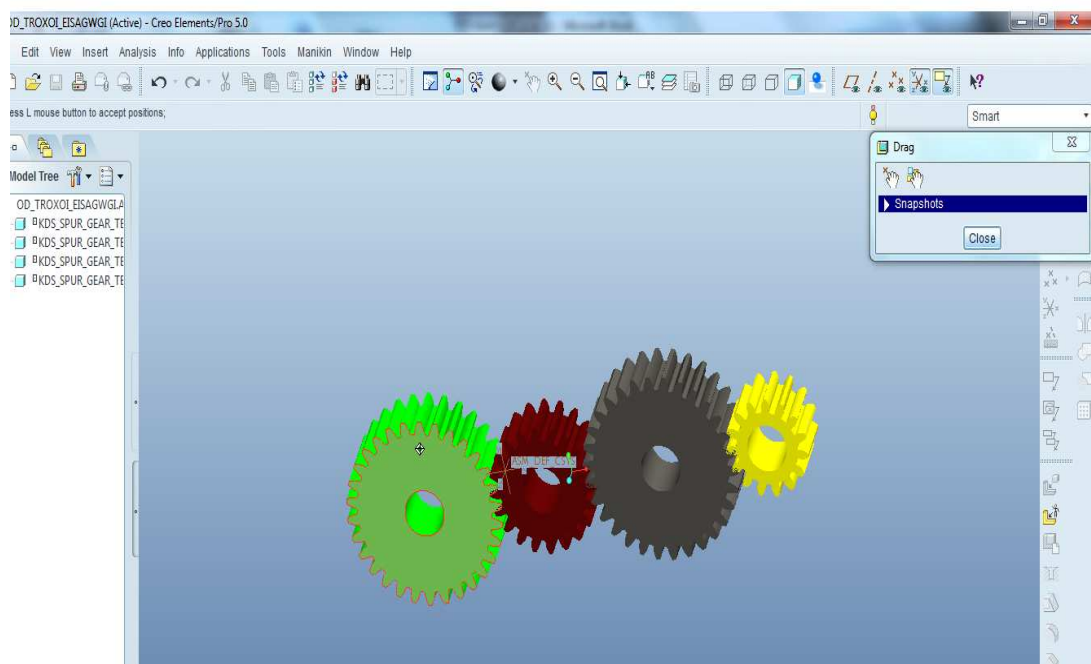 OD_TROXOI_EISAGWGI (Active) - Creo Elements/Pro 5.0
Edit View Insert Analysis Info Applications Tools Manikin Window Help
ess L mouse button to accept positions;
Smart
Drag
Snapshots
Close
Model Tree
OD_TROXOI_EISAGWGI.A
KDS_SPUR_GEAR_TE
KDS_SPUR_GEAR_TE
KDS_SPUR_GEAR_TE
KDS_SPUR_GEAR_TE
ASM_DEF_CSYS